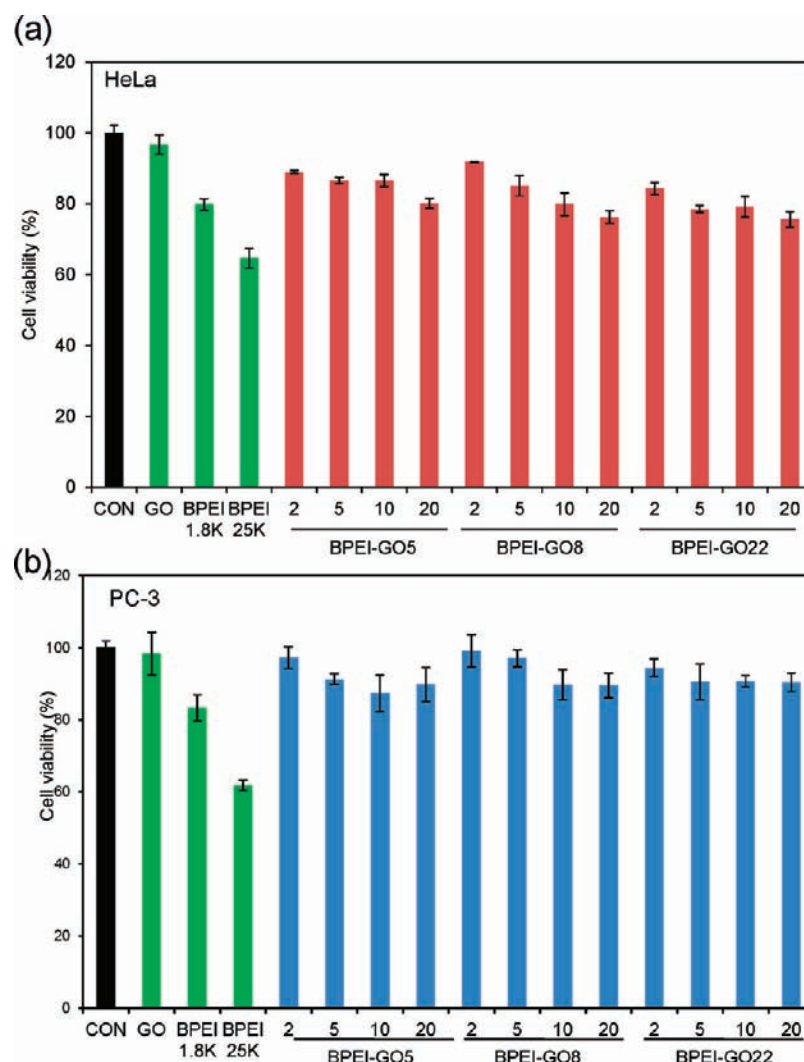 (a)
HeLa
Cell viability (%)
120
100
80
60
40
20
0
CON GO BPEI 1.8K BPEI 25K 2 5 10 20 2 5 10 20 2 5 10 20
BPEI-GO5 BPEI-GO8 BPEI-GO22
(b)
PC-3
Cell viability (%)
120
100
80
60
40
20
0
CON GO BPEI 1.8K BPEI 25K 2 5 10 20 2 5 10 20 2 5 10 20
BPEI-GO5 BPEI-GO8 BPEI-GO22